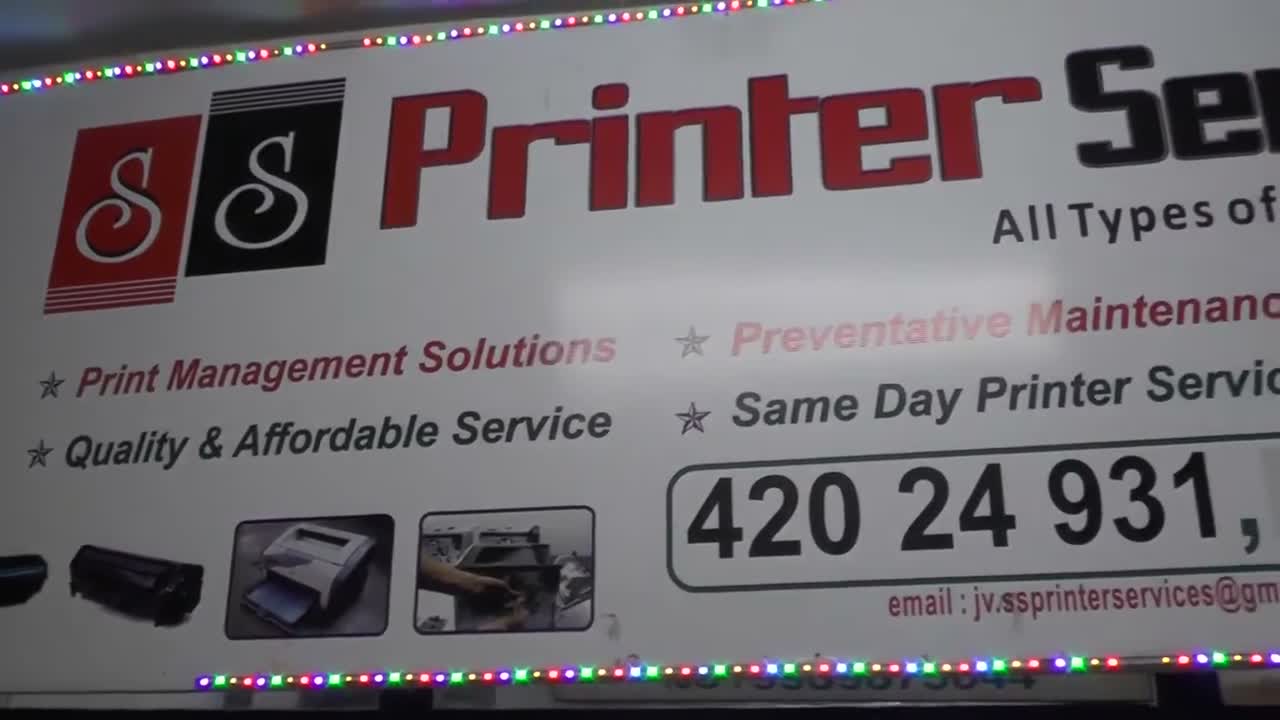 SS Printer Se
All Types of
Print Management Solutions
Preventative Maintenanc
Quality & Affordable Service
Same Day Printer Servic
420 24 931,
email : jv.ssprinterservices@gm